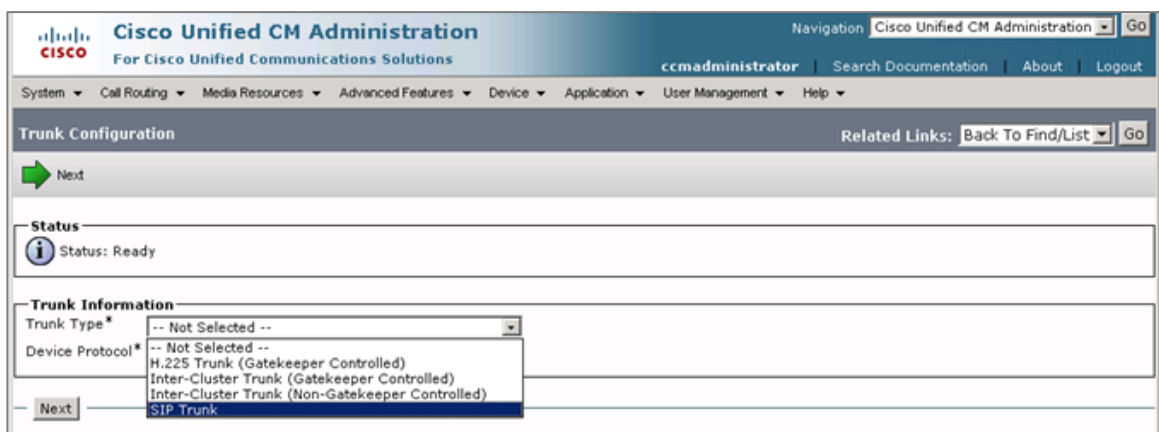 Cisco Unified CM Administration
Navigation Cisco Unified CM Administration Go
CISCO
For Cisco Unified Communications Solutions
ccmadministrator | Search Documentation | About | Logout
System Call Routing Media Resources Advanced Features Device Application User Management Help
Trunk Configuration
Related Links: Back To Find/List Go
Next
Status
i Status: Ready
Trunk Information
Trunk Type* -- Not Selected --
Device Protocol* -- Not Selected --
H.225 Trunk (Gatekeeper Controlled)
Inter-Cluster Trunk (Gatekeeper Controlled)
Inter-Cluster Trunk (Non-Gatekeeper Controlled)
SIP Trunk
Next